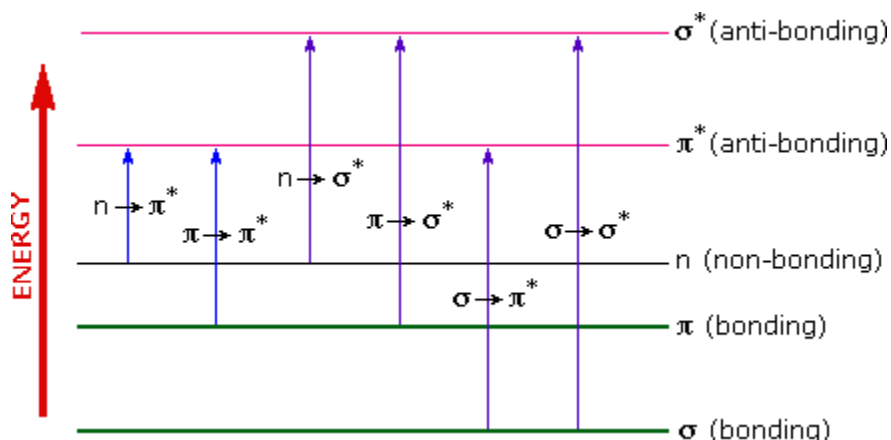 σ* (anti-bonding)
π* (anti-bonding)
n → σ*
n → π*
π → π*
π → σ*
σ → σ*
n (non-bonding)
σ → π*
π (bonding)
σ (bonding)
ENERGY